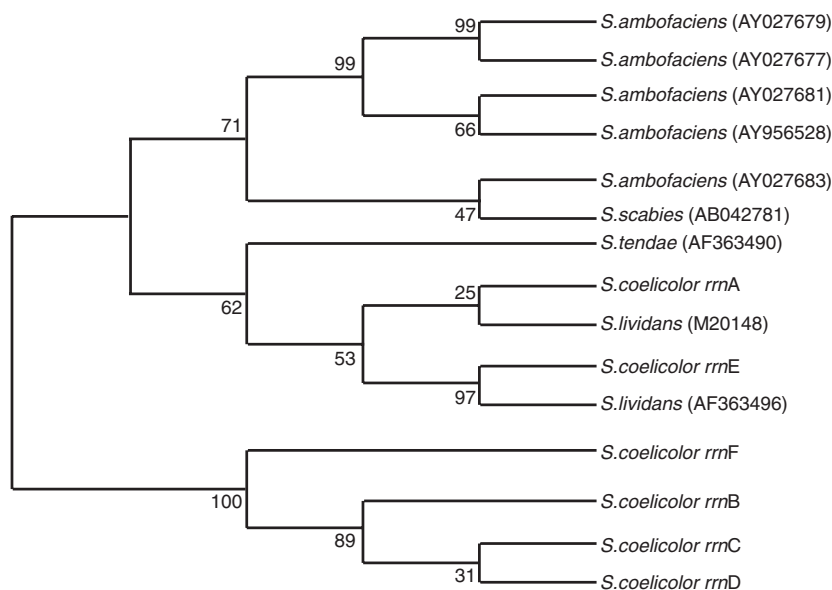 99 S.ambofaciens (AY027679)
99 S.ambofaciens (AY027677)
S.ambofaciens (AY027681)
71 66 S.ambofaciens (AY956528)
S.ambofaciens (AY027683)
47 S.scabies (AB042781)
S.tendae (AF363490)
62 25 S.coelicolor rrnA
S.lividans (M20148)
53 S.coelicolor rrnE
97 S.lividans (AF363496)
S.coelicolor rrnF
100 S.coelicolor rrnB
89 S.coelicolor rrnC
31 S.coelicolor rrnD